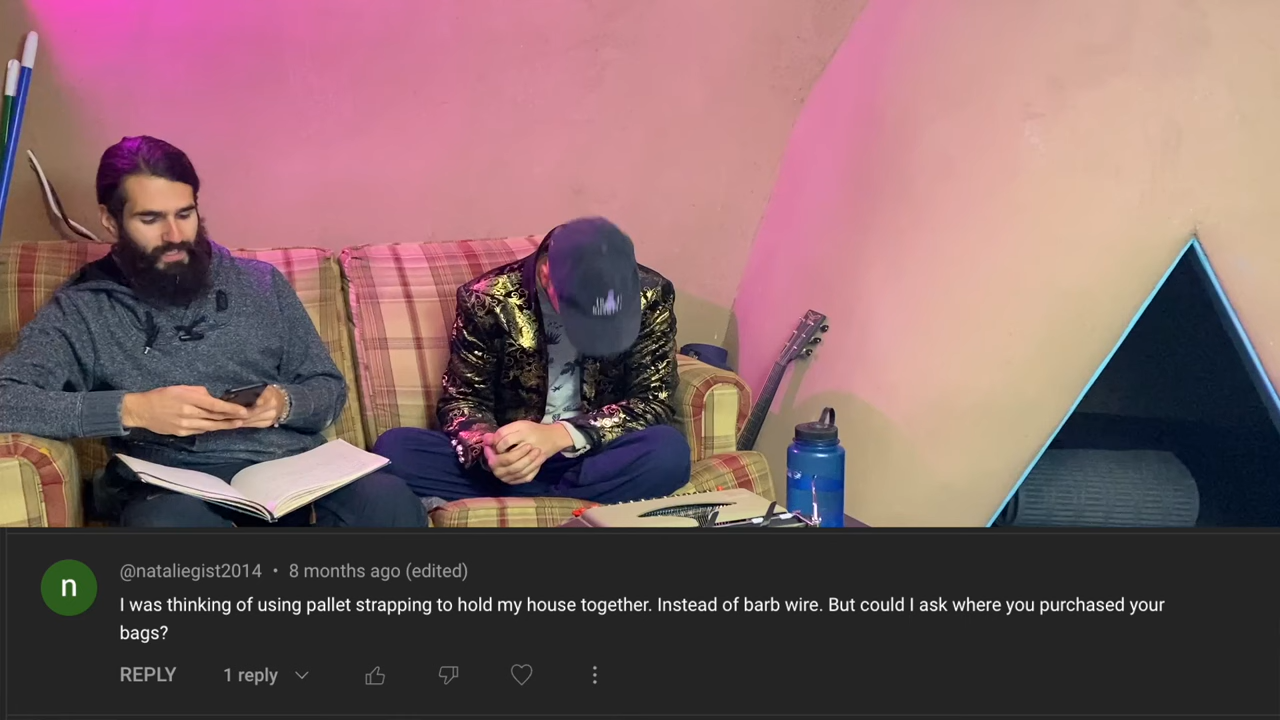 n
@nataliegist2014 • 8 months ago (edited)
I was thinking of using pallet strapping to hold my house together. Instead of barb wire. But could I ask where you purchased your
bags?
REPLY 1 reply